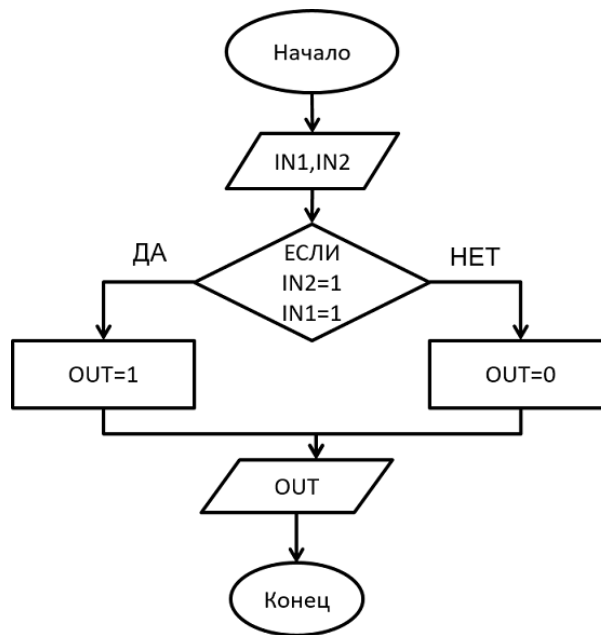 Начало
IN1,IN2
ДА
ЕСЛИ
IN2=1
IN1=1
НЕТ
OUT=1
OUT=0
OUT
Конец